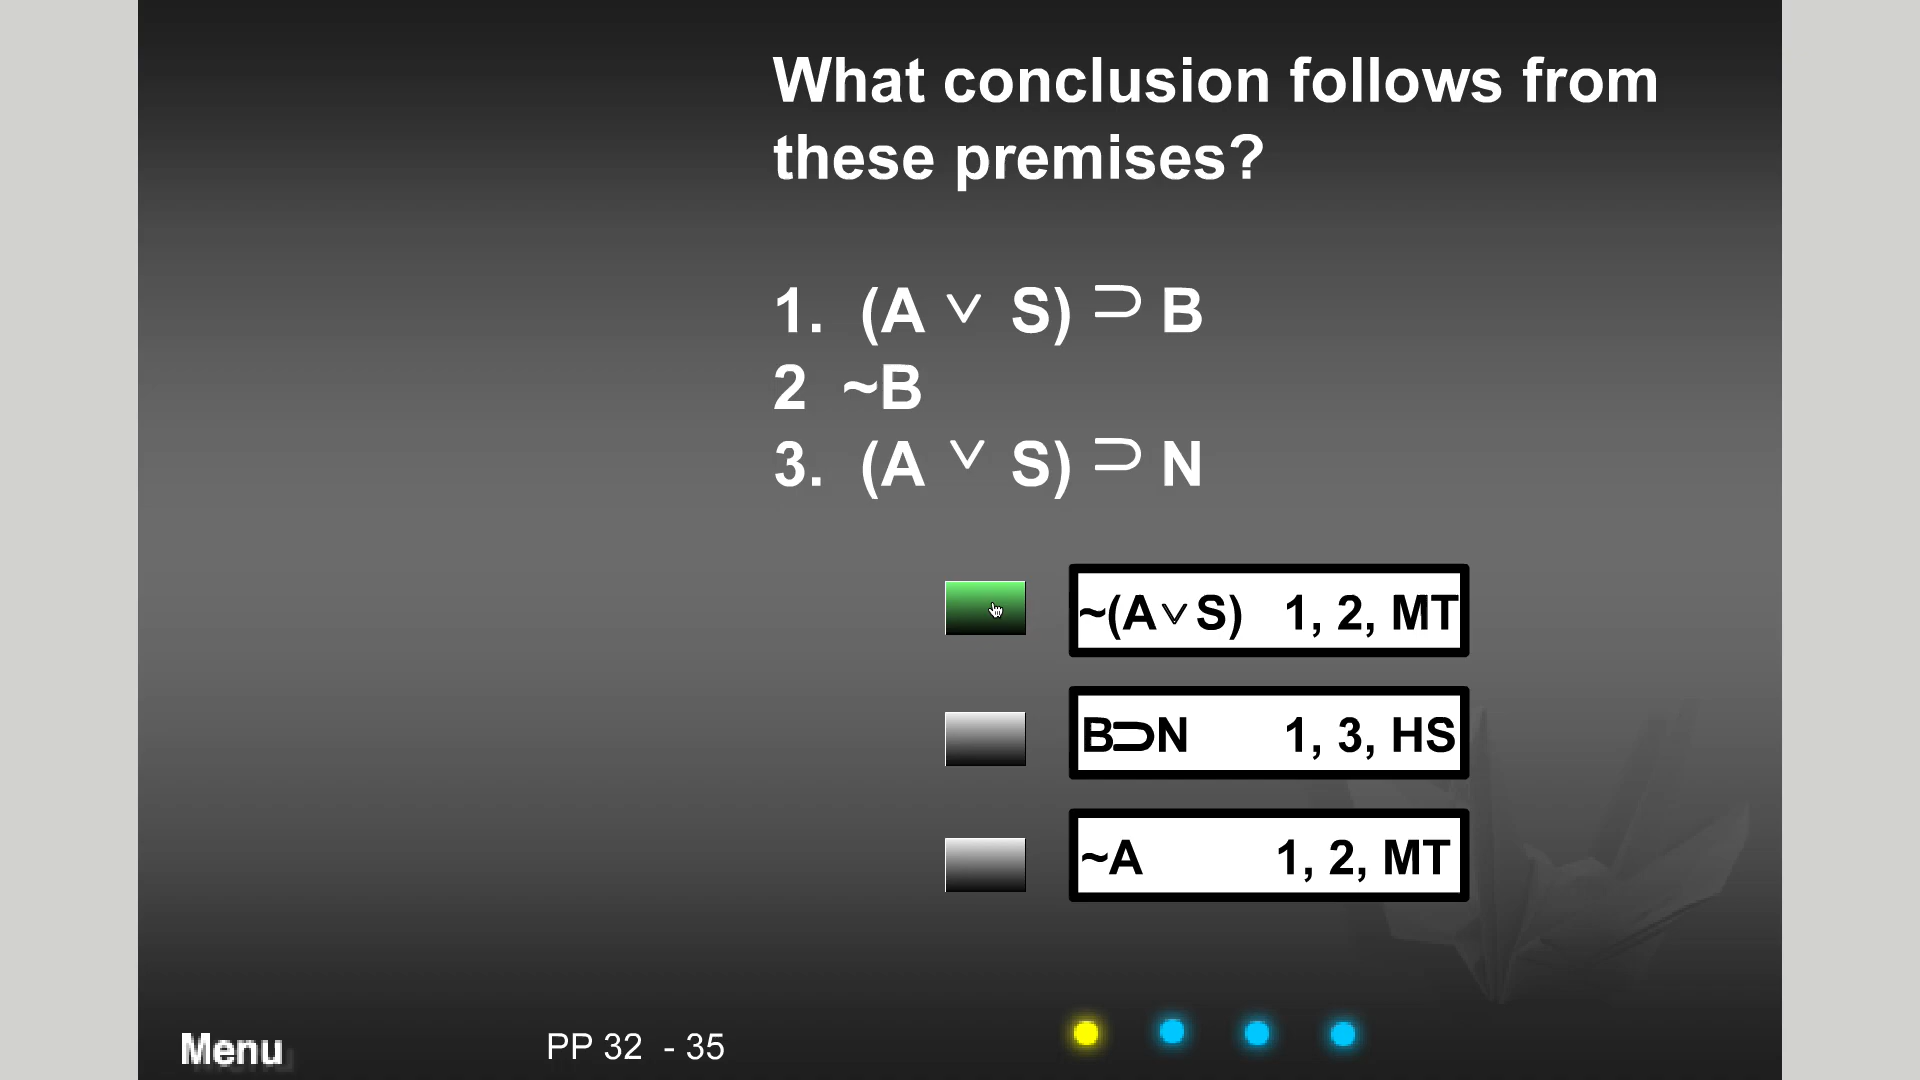 What conclusion follows from
these premises?
1. (A ∨ S) ⊃ B
2 ~B
3. (A ∨ S) ⊃ N
~(A∨S) 1, 2, MT
B⊃N 1, 3, HS
~A 1, 2, MT
Menu PP 32 - 35